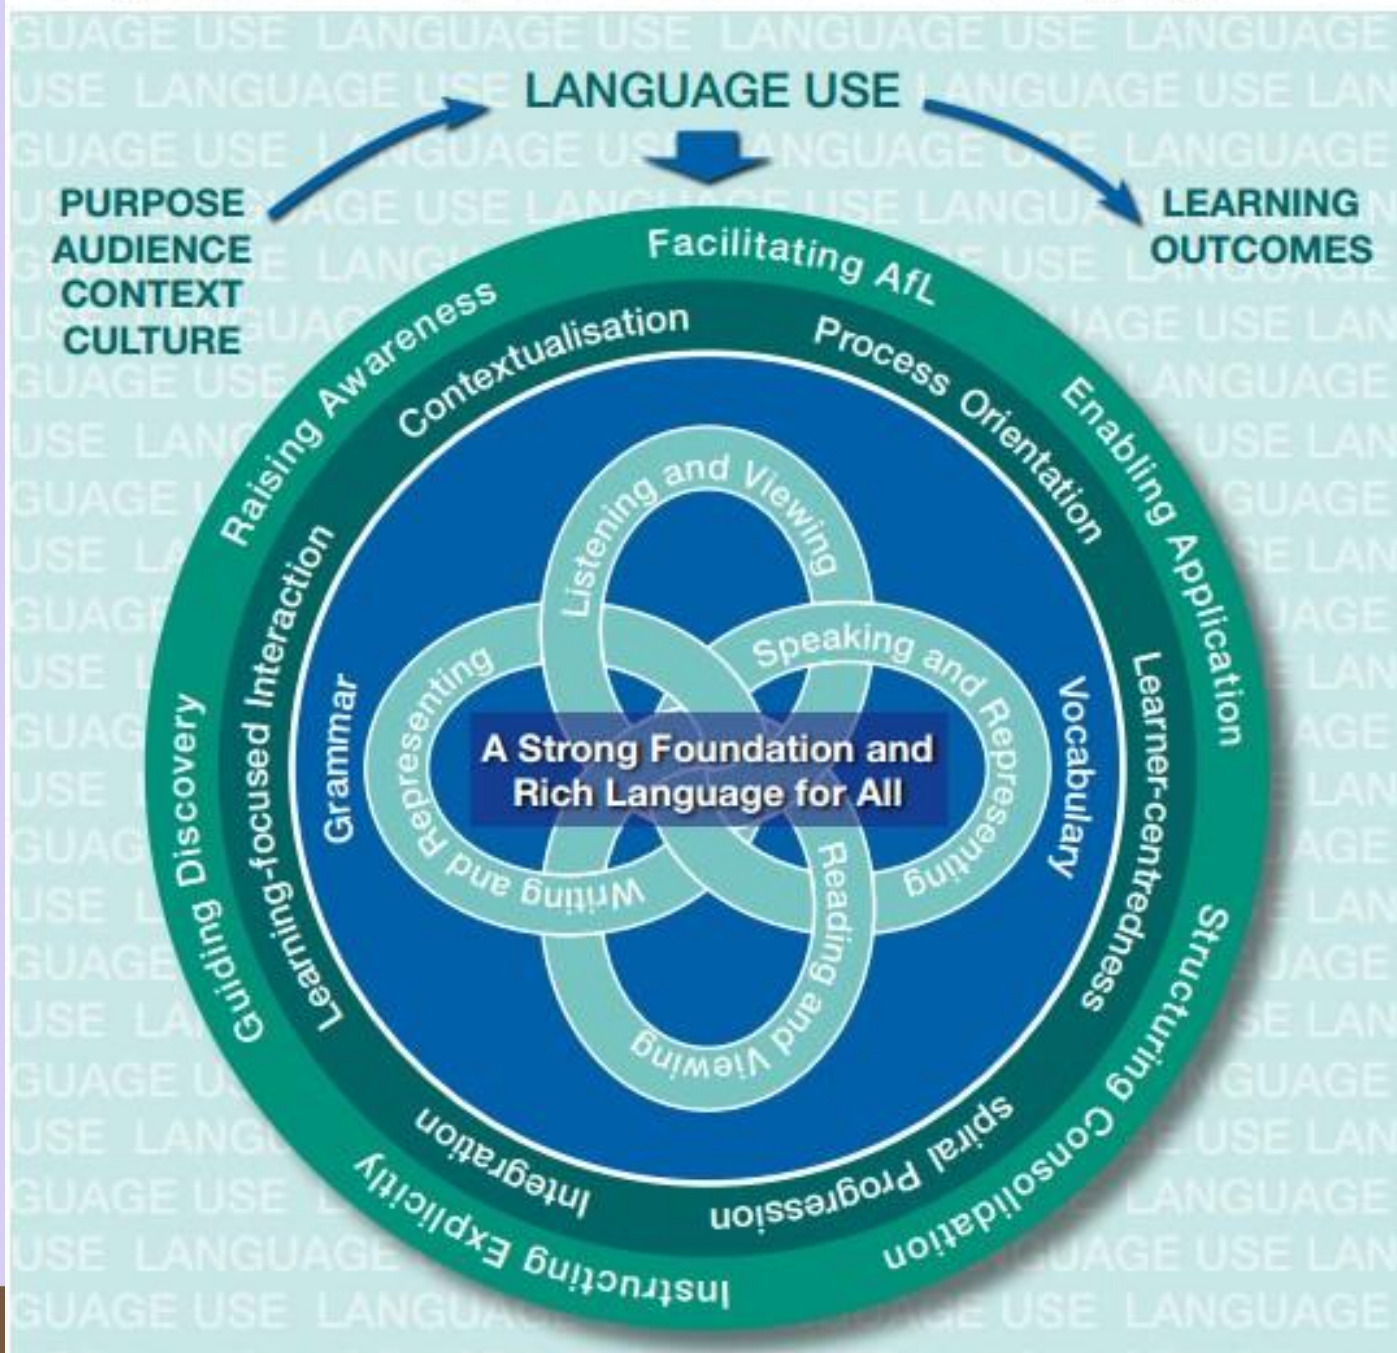 LANGUAGE USE
PURPOSE
AUDIENCE
CONTEXT
CULTURE
LEARNING
OUTCOMES
Facilitating AfL
Enabling Application
Structuring Consolidation
Instructing Explicitly
Guiding Discovery
Raising Awareness
Contextualisation
Process Orientation
Learner-centredness
spiral Progression
Integration
Learning-focused Interaction
Grammar
Vocabulary
Listening and Viewing
Speaking and Representing
Reading and Viewing
Writing and Representing
A Strong Foundation and
Rich Language for All